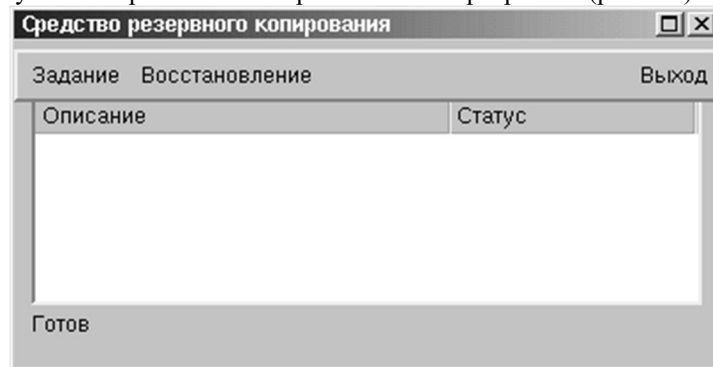 Средство резервного копирования
Задание Восстановление Выход
Описание Статус
Готов